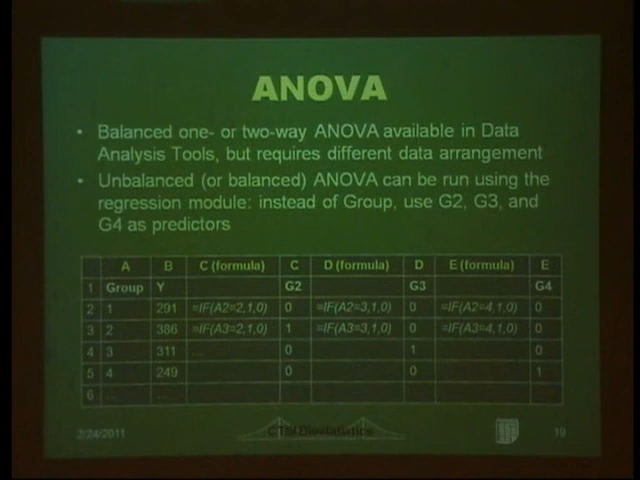 ANOVA
• Balanced one- or two-way ANOVA available in Data
Analysis Tools, but requires different data arrangement
• Unbalanced (or balanced) ANOVA can be run using the
regression module: instead of Group, use G2, G3, and
G4 as predictors
A B C (formula) C D (formula) D E (formula) E
1 Group Y G2 G3 G4
2 1 291 =IF(A2=2,1,0) 0 =IF(A2=3,1,0) 0 =IF(A2=4,1,0) 0
3 2 386 =IF(A3=2,1,0) 1 =IF(A3=3,1,0) 0 =IF(A3=4,1,0) 0
4 3 311 ... 0 1 0
5 4 249 0 0 1
6 ... ...
2/24/2011 CTSI Biostatistics 19